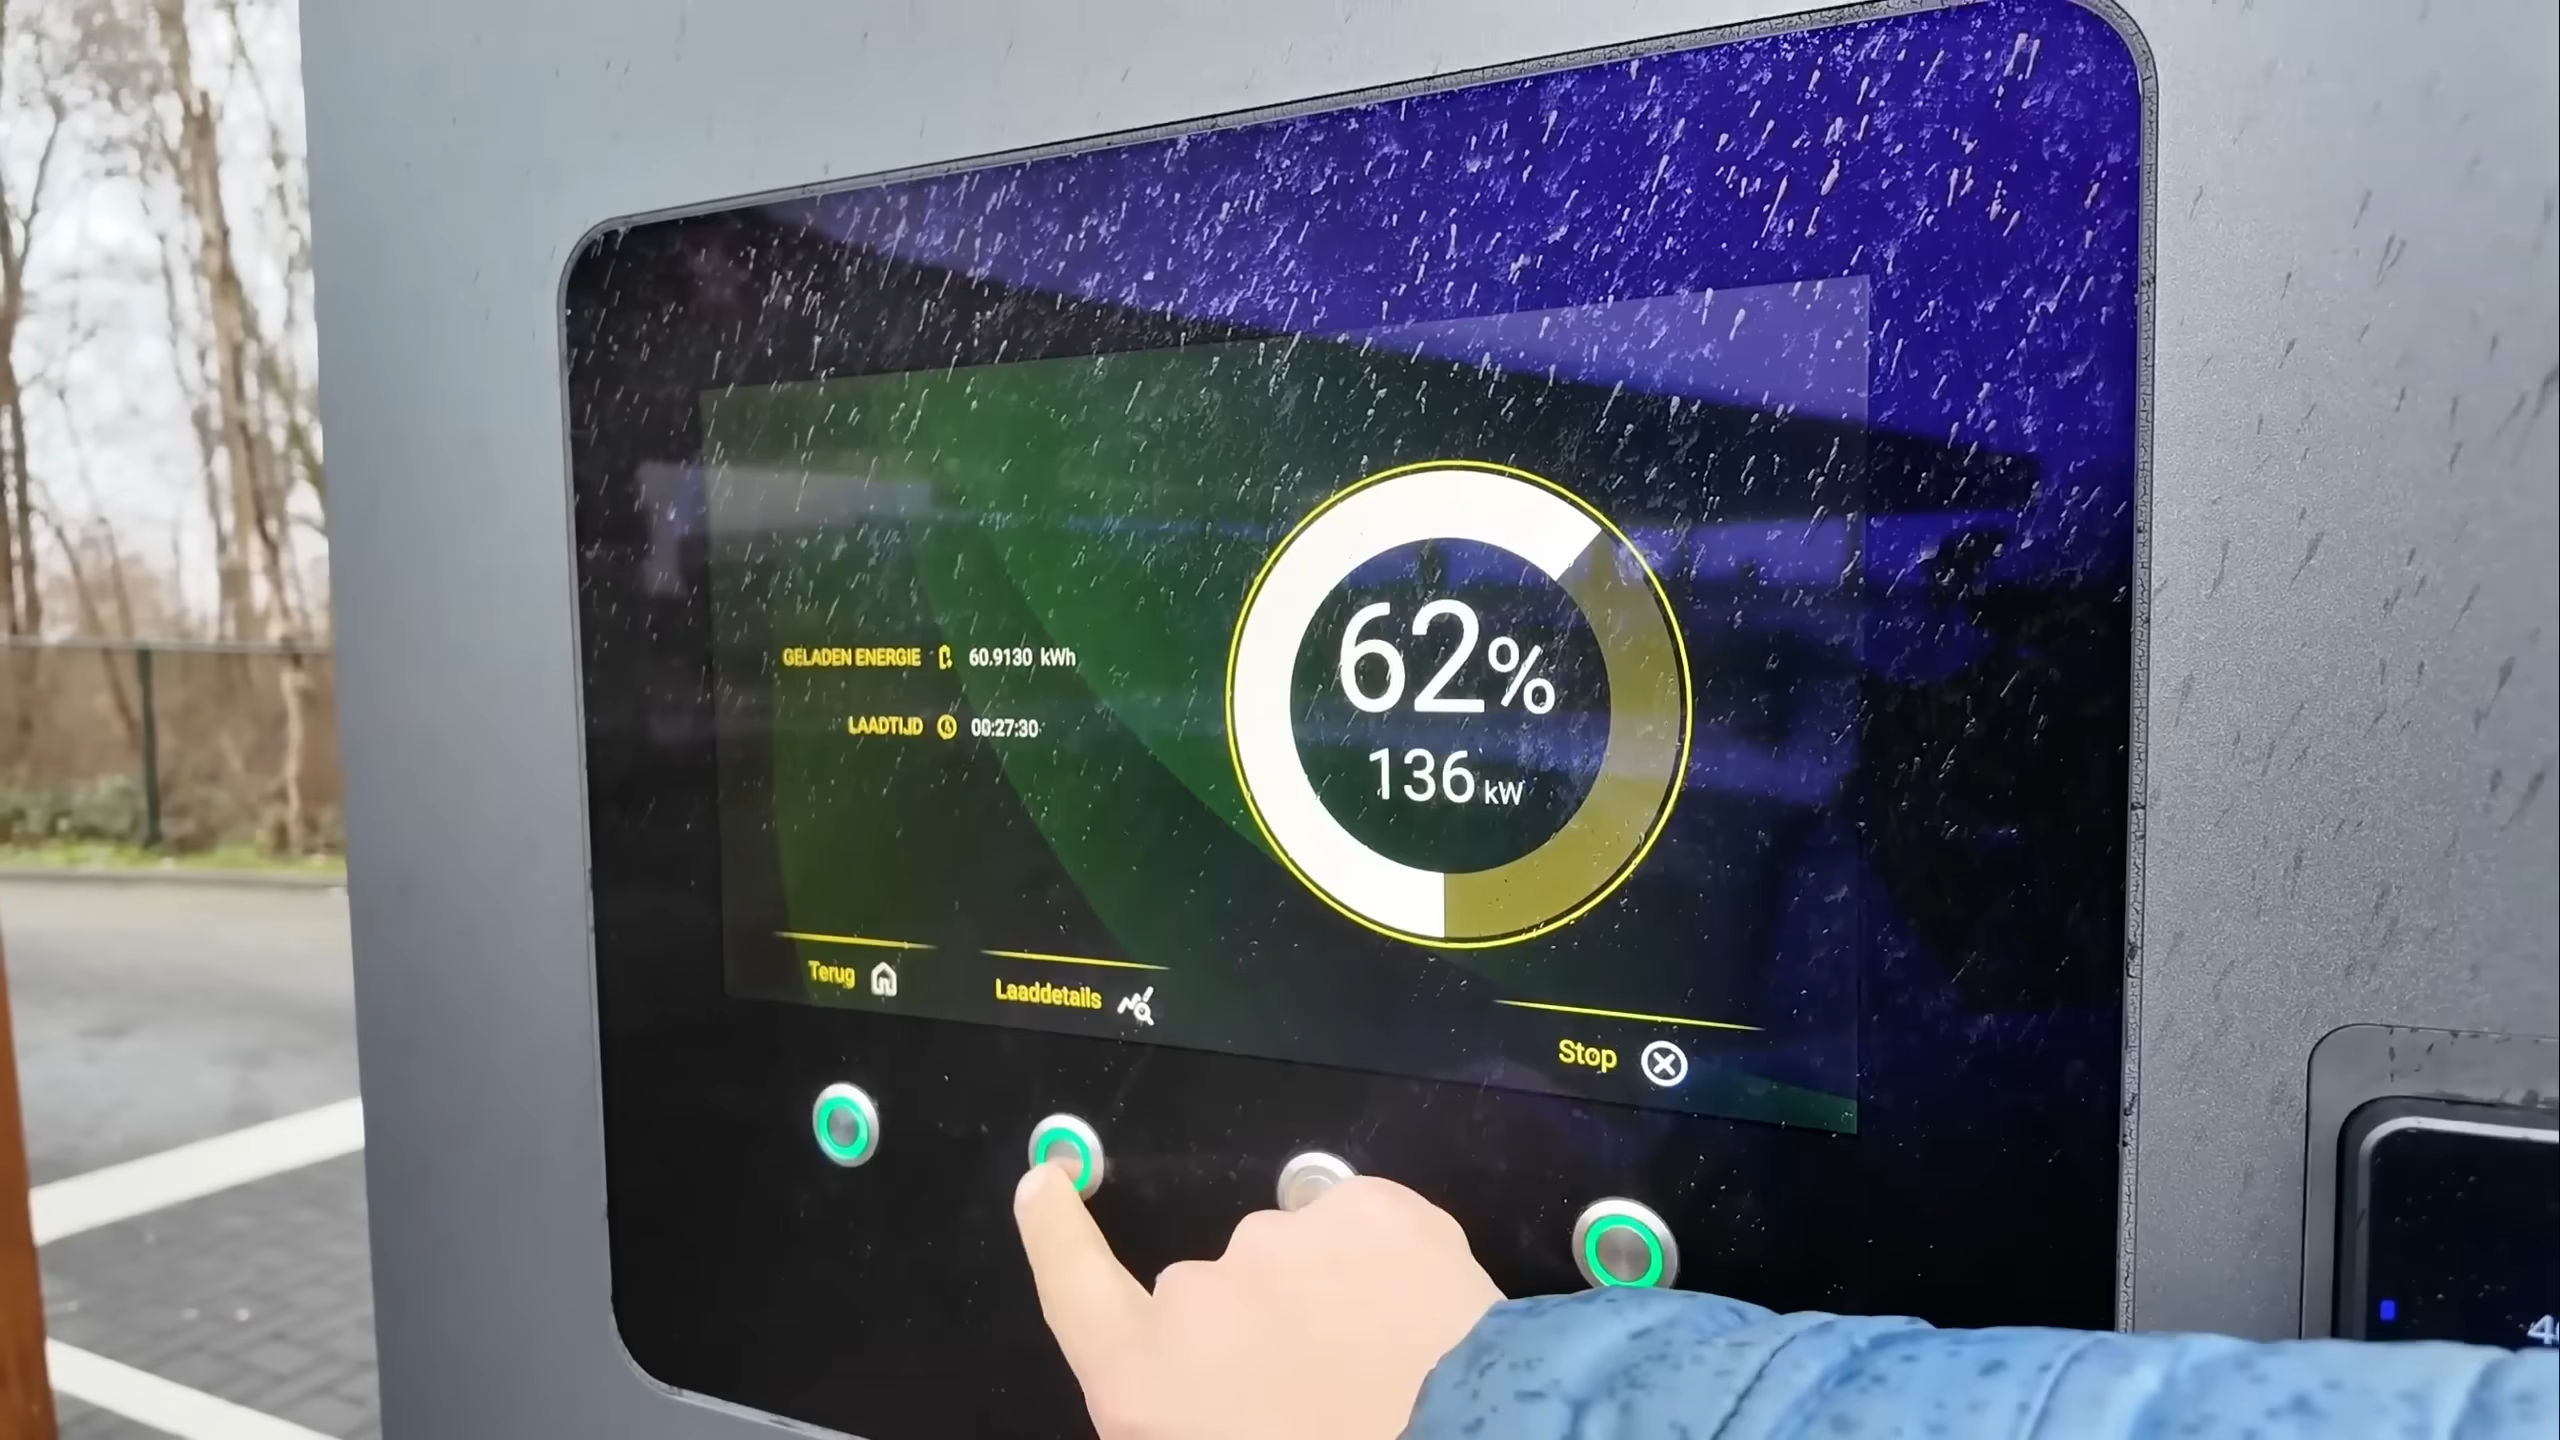 GELADEN ENERGIE 60.9130 kWh
LAADTIJD 00:27:30
62%
136 kW
Terug
Laaddetails
Stop